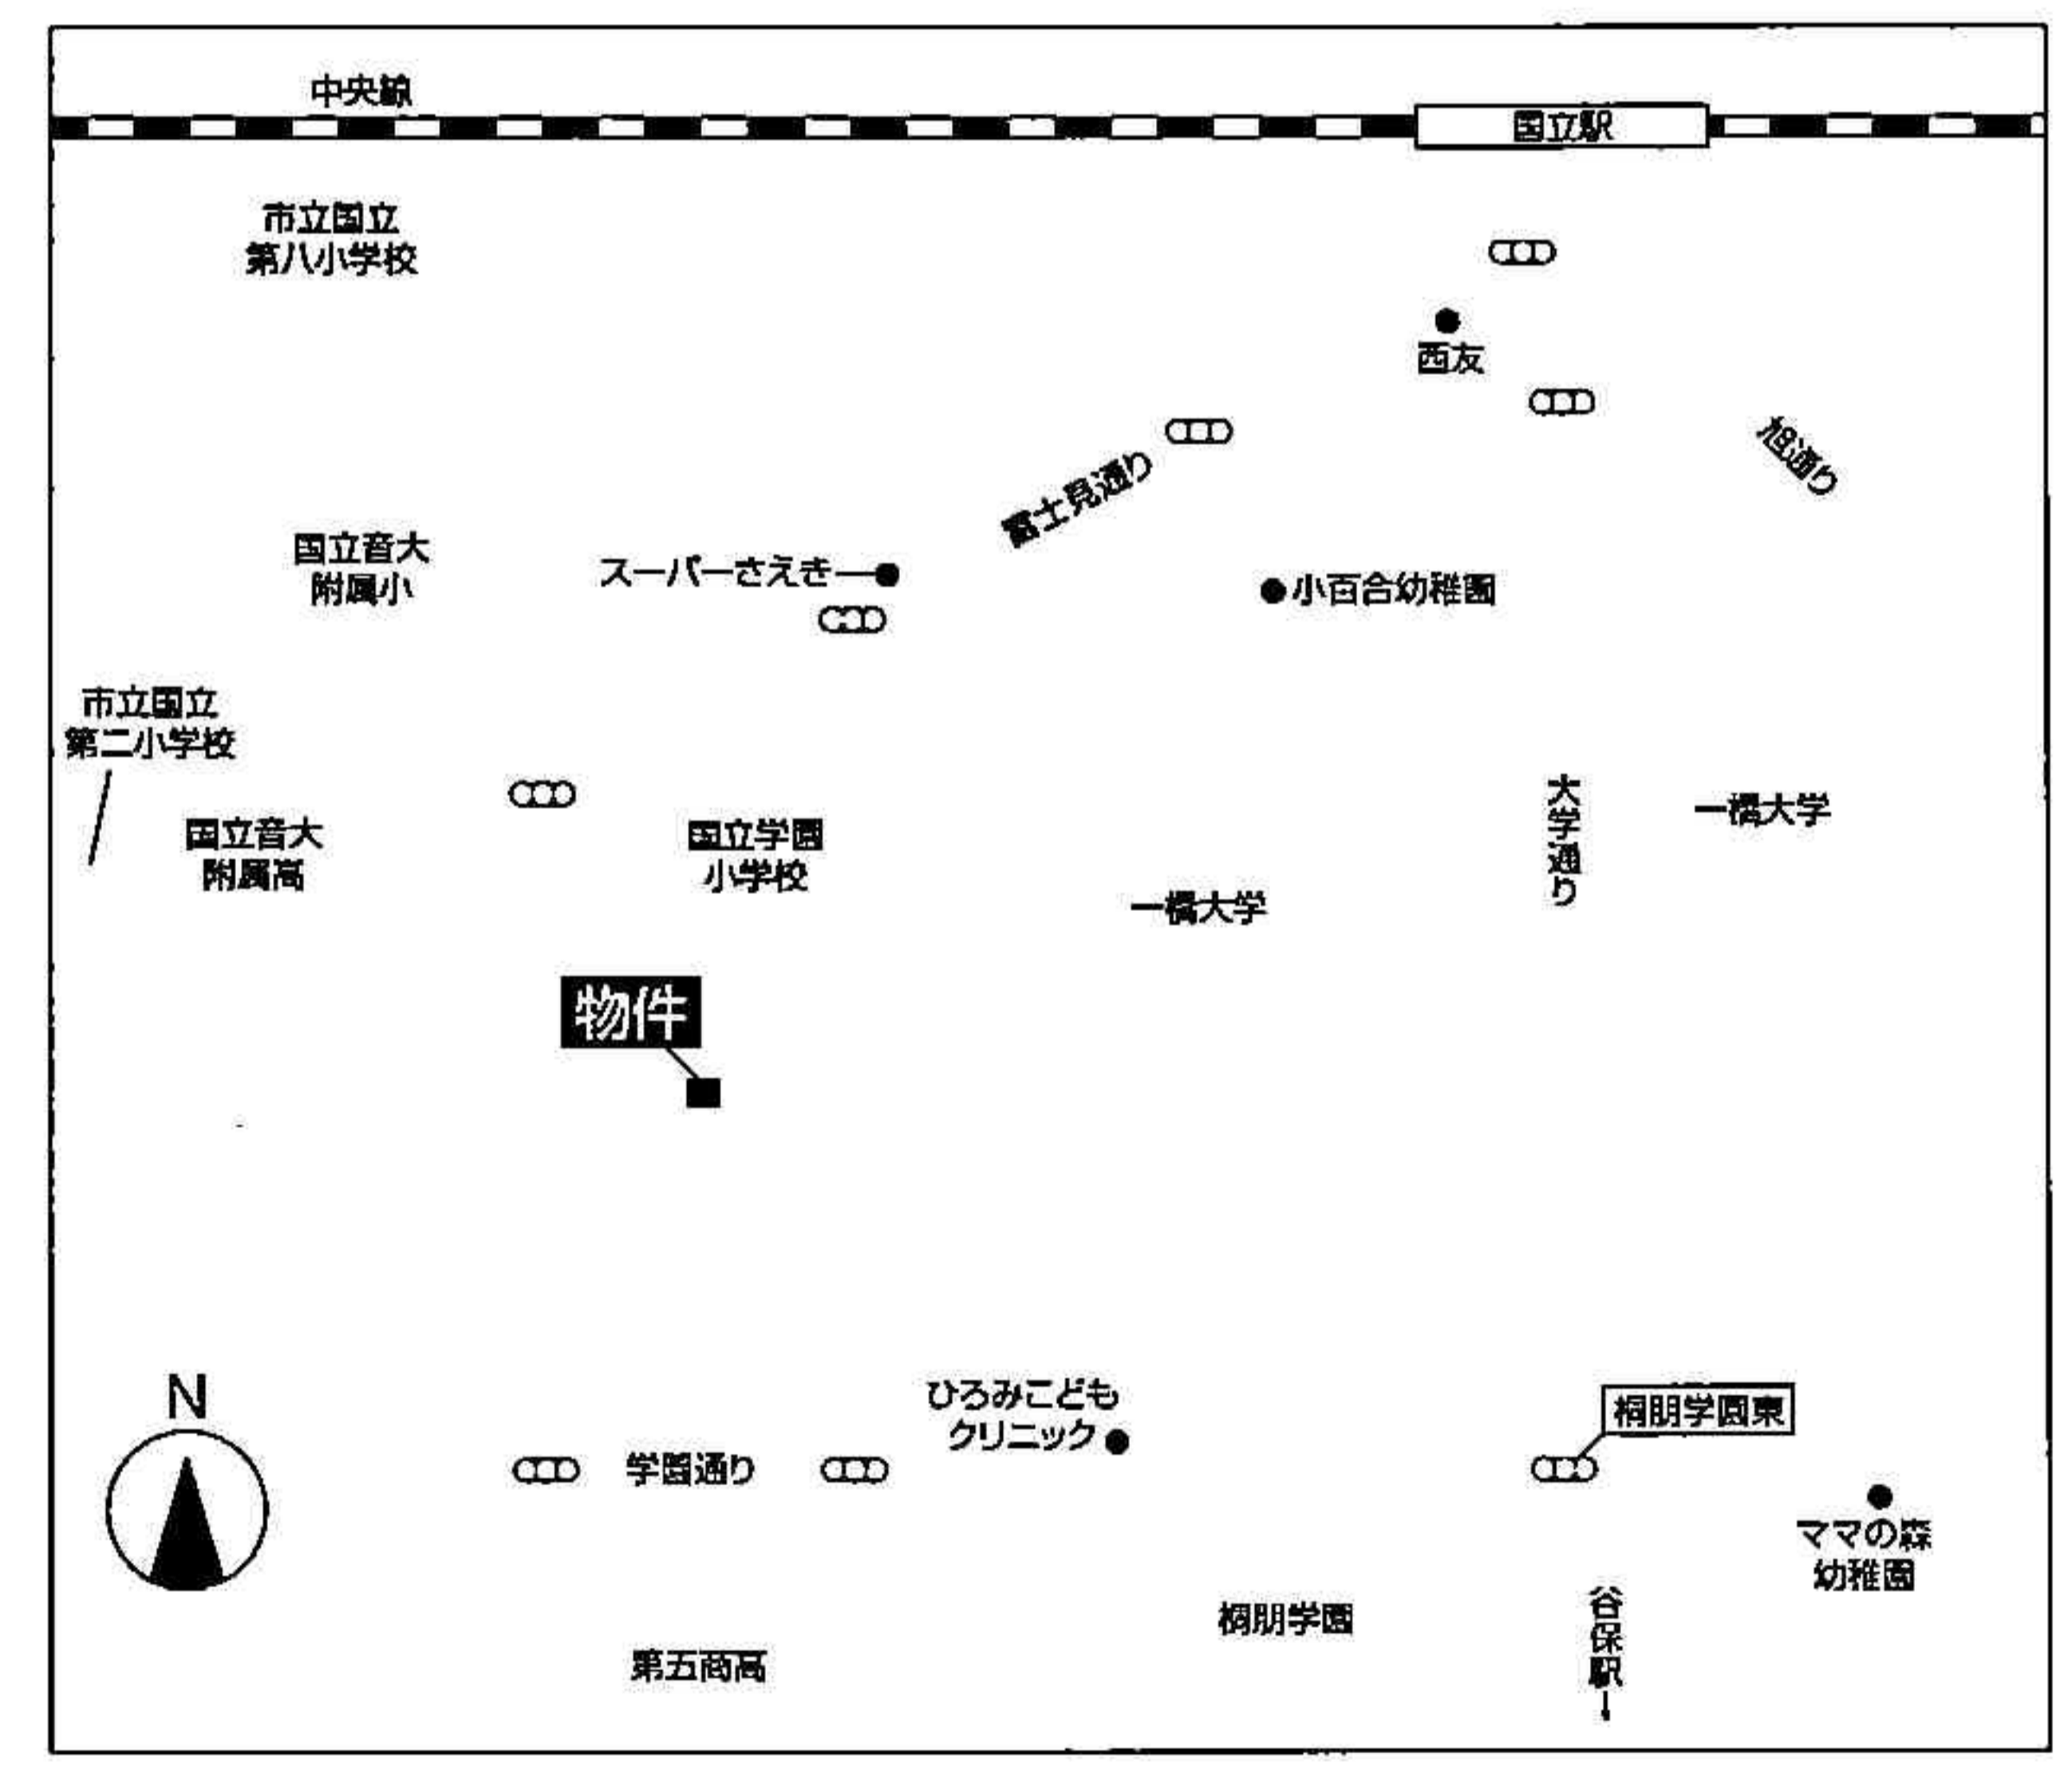 中央線
国立駅
市立国立
第八小学校
西友
旭通り
富士見通り
国立音大
附属小
スーパーさえき
小百合幼稚園
市立国立
第二小学校
国立音大
附属高
国立学園
小学校
大学通り
一橋大学
一橋大学
物件
ひろみこども
クリニック
桐朋学園東
N
学園通り
ママの森
幼稚園
谷保駅
桐朋学園
第五商高